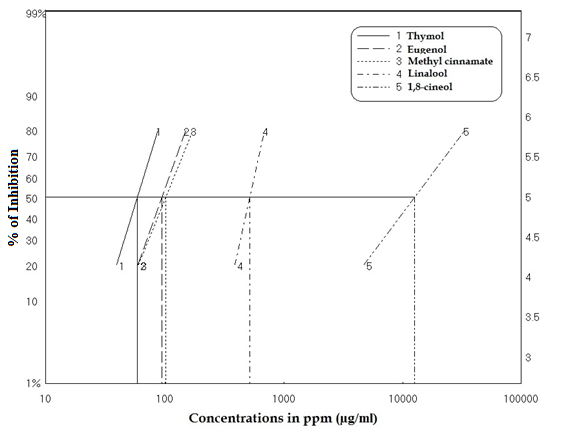 99%
90
80
70
60
50
40
30
20
10
1%
% of Inhibition
7
6.5
6
5.5
5
4.5
4
3.5
3
1 Thymol
2 Eugenol
3 Methyl cinnamate
4 Linalool
5 1,8-cineol
1 2 3 4 5
1 2 3 4 5
10 100 1000 10000 100000
Concentrations in ppm (µg/ml)